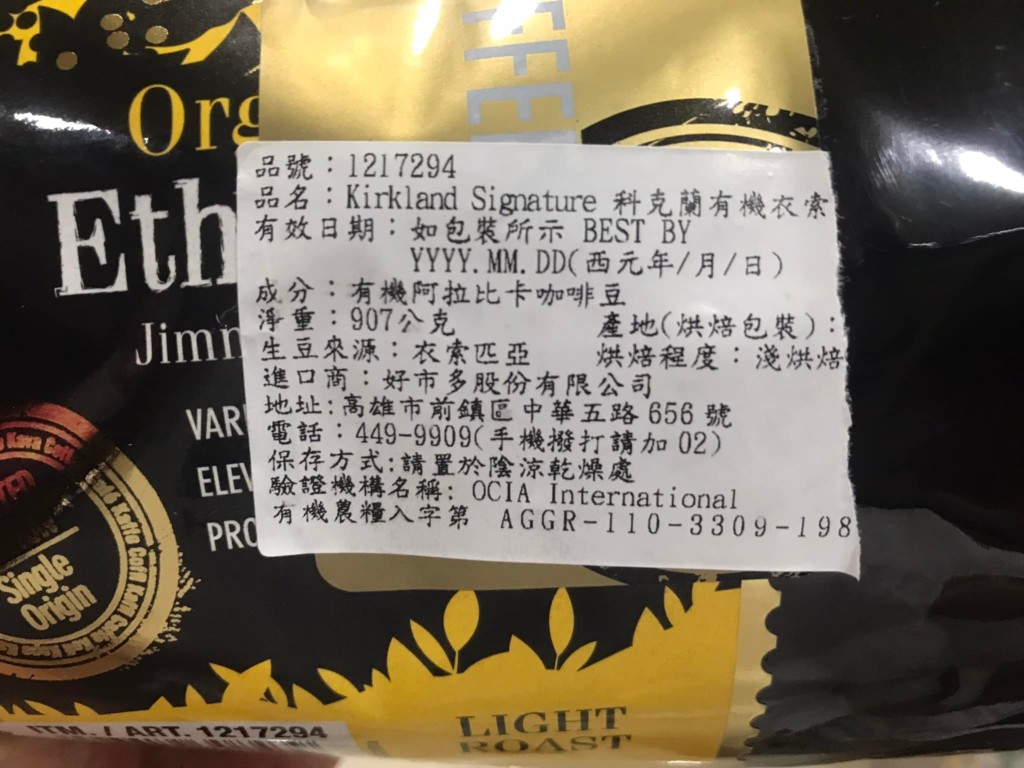 FFE
Org
Eth
Jimm
VAR
ELEV
PRO
品號：1217294
品名：Kirkland Signature 科克蘭有機衣索
有效日期：如包裝所示 BEST BY
YYYY.MM.DD(西元年/月/日)
成分：有機阿拉比卡咖啡豆
淨重：907公克 產地(烘焙包裝)：
生豆來源：衣索匹亞 烘焙程度：淺烘焙
進口商：好市多股份有限公司
地址:高雄市前鎮區中華五路 656 號
電話：449-9909(手機撥打請加 02)
保存方式:請置於陰涼乾燥處
驗證機構名稱: OCIA International
有機農糧入字第 AGGR-110-3309-198
Single
Origin
ITM. / ART. 1217294
LIGHT
ROAST